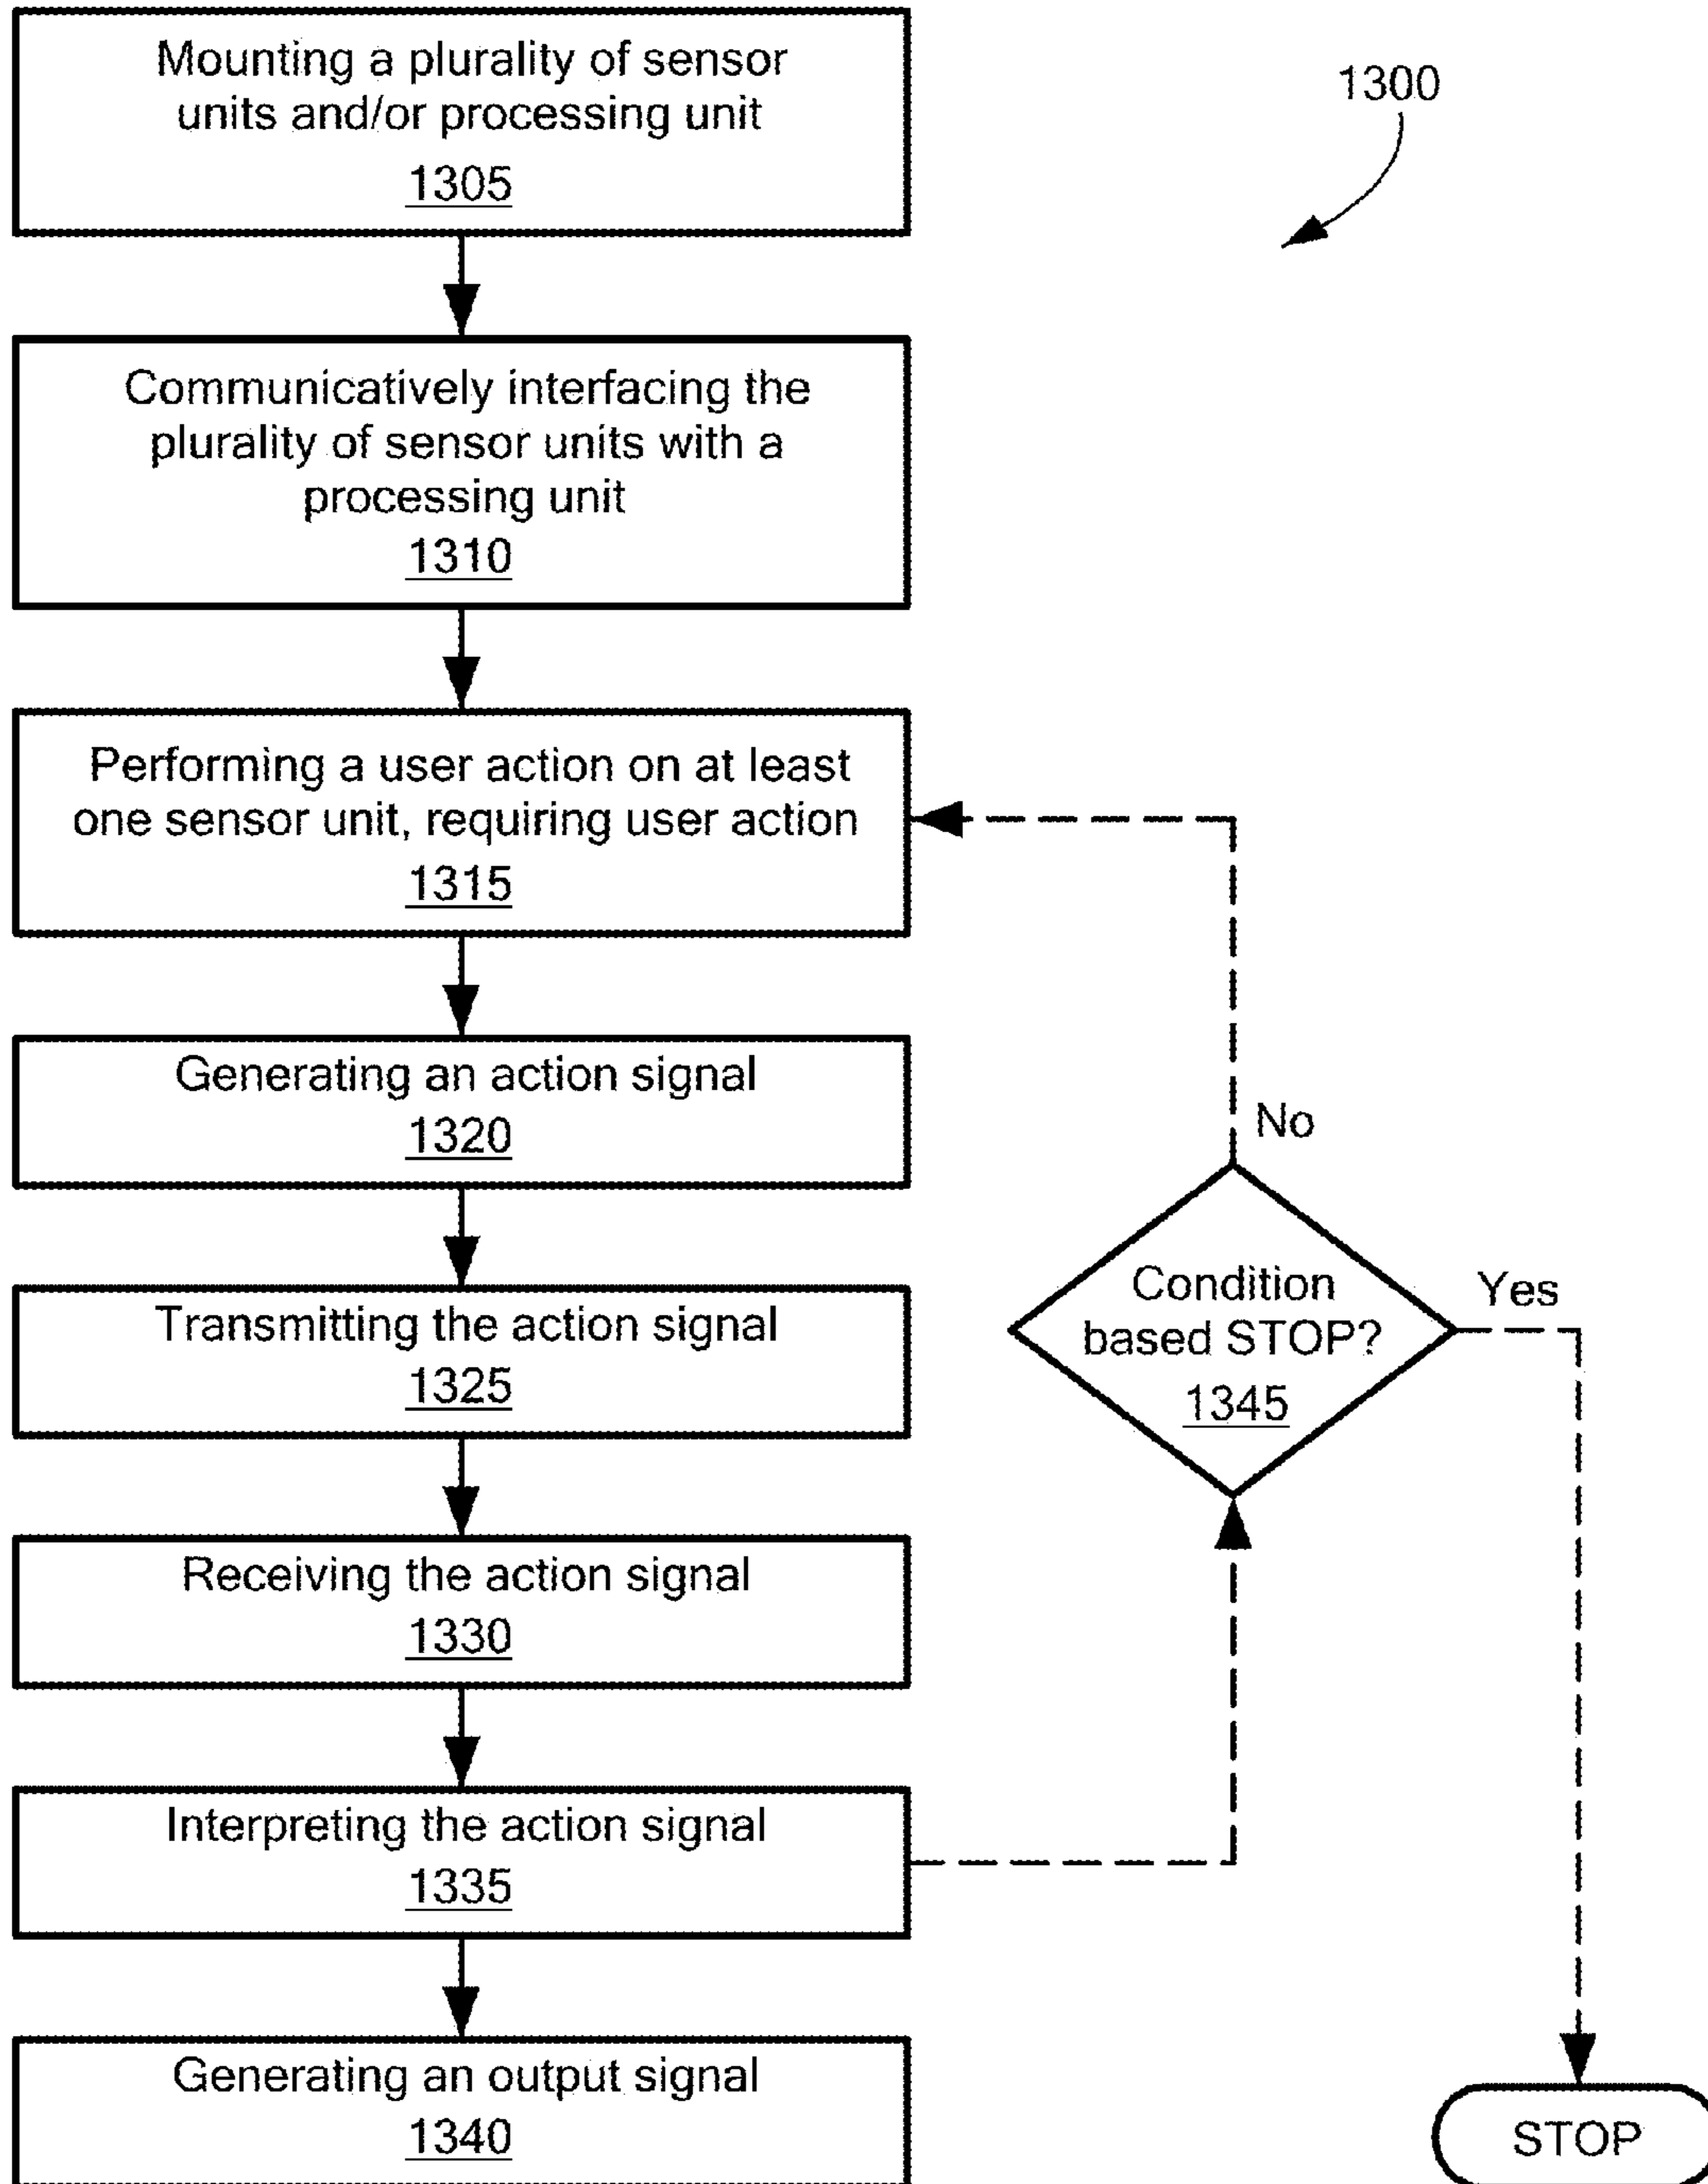 Mounting a plurality of sensor
units and/or processing unit
1305
1300
Communicatively interfacing the
plurality of sensor units with a
processing unit
1310
Performing a user action on at least
one sensor unit, requiring user action
1315
Generating an action signal
1320
No
Transmitting the action signal
1325
Condition
based STOP?
1345
Yes
Receiving the action signal
1330
Interpreting the action signal
1335
Generating an output signal
1340
STOP